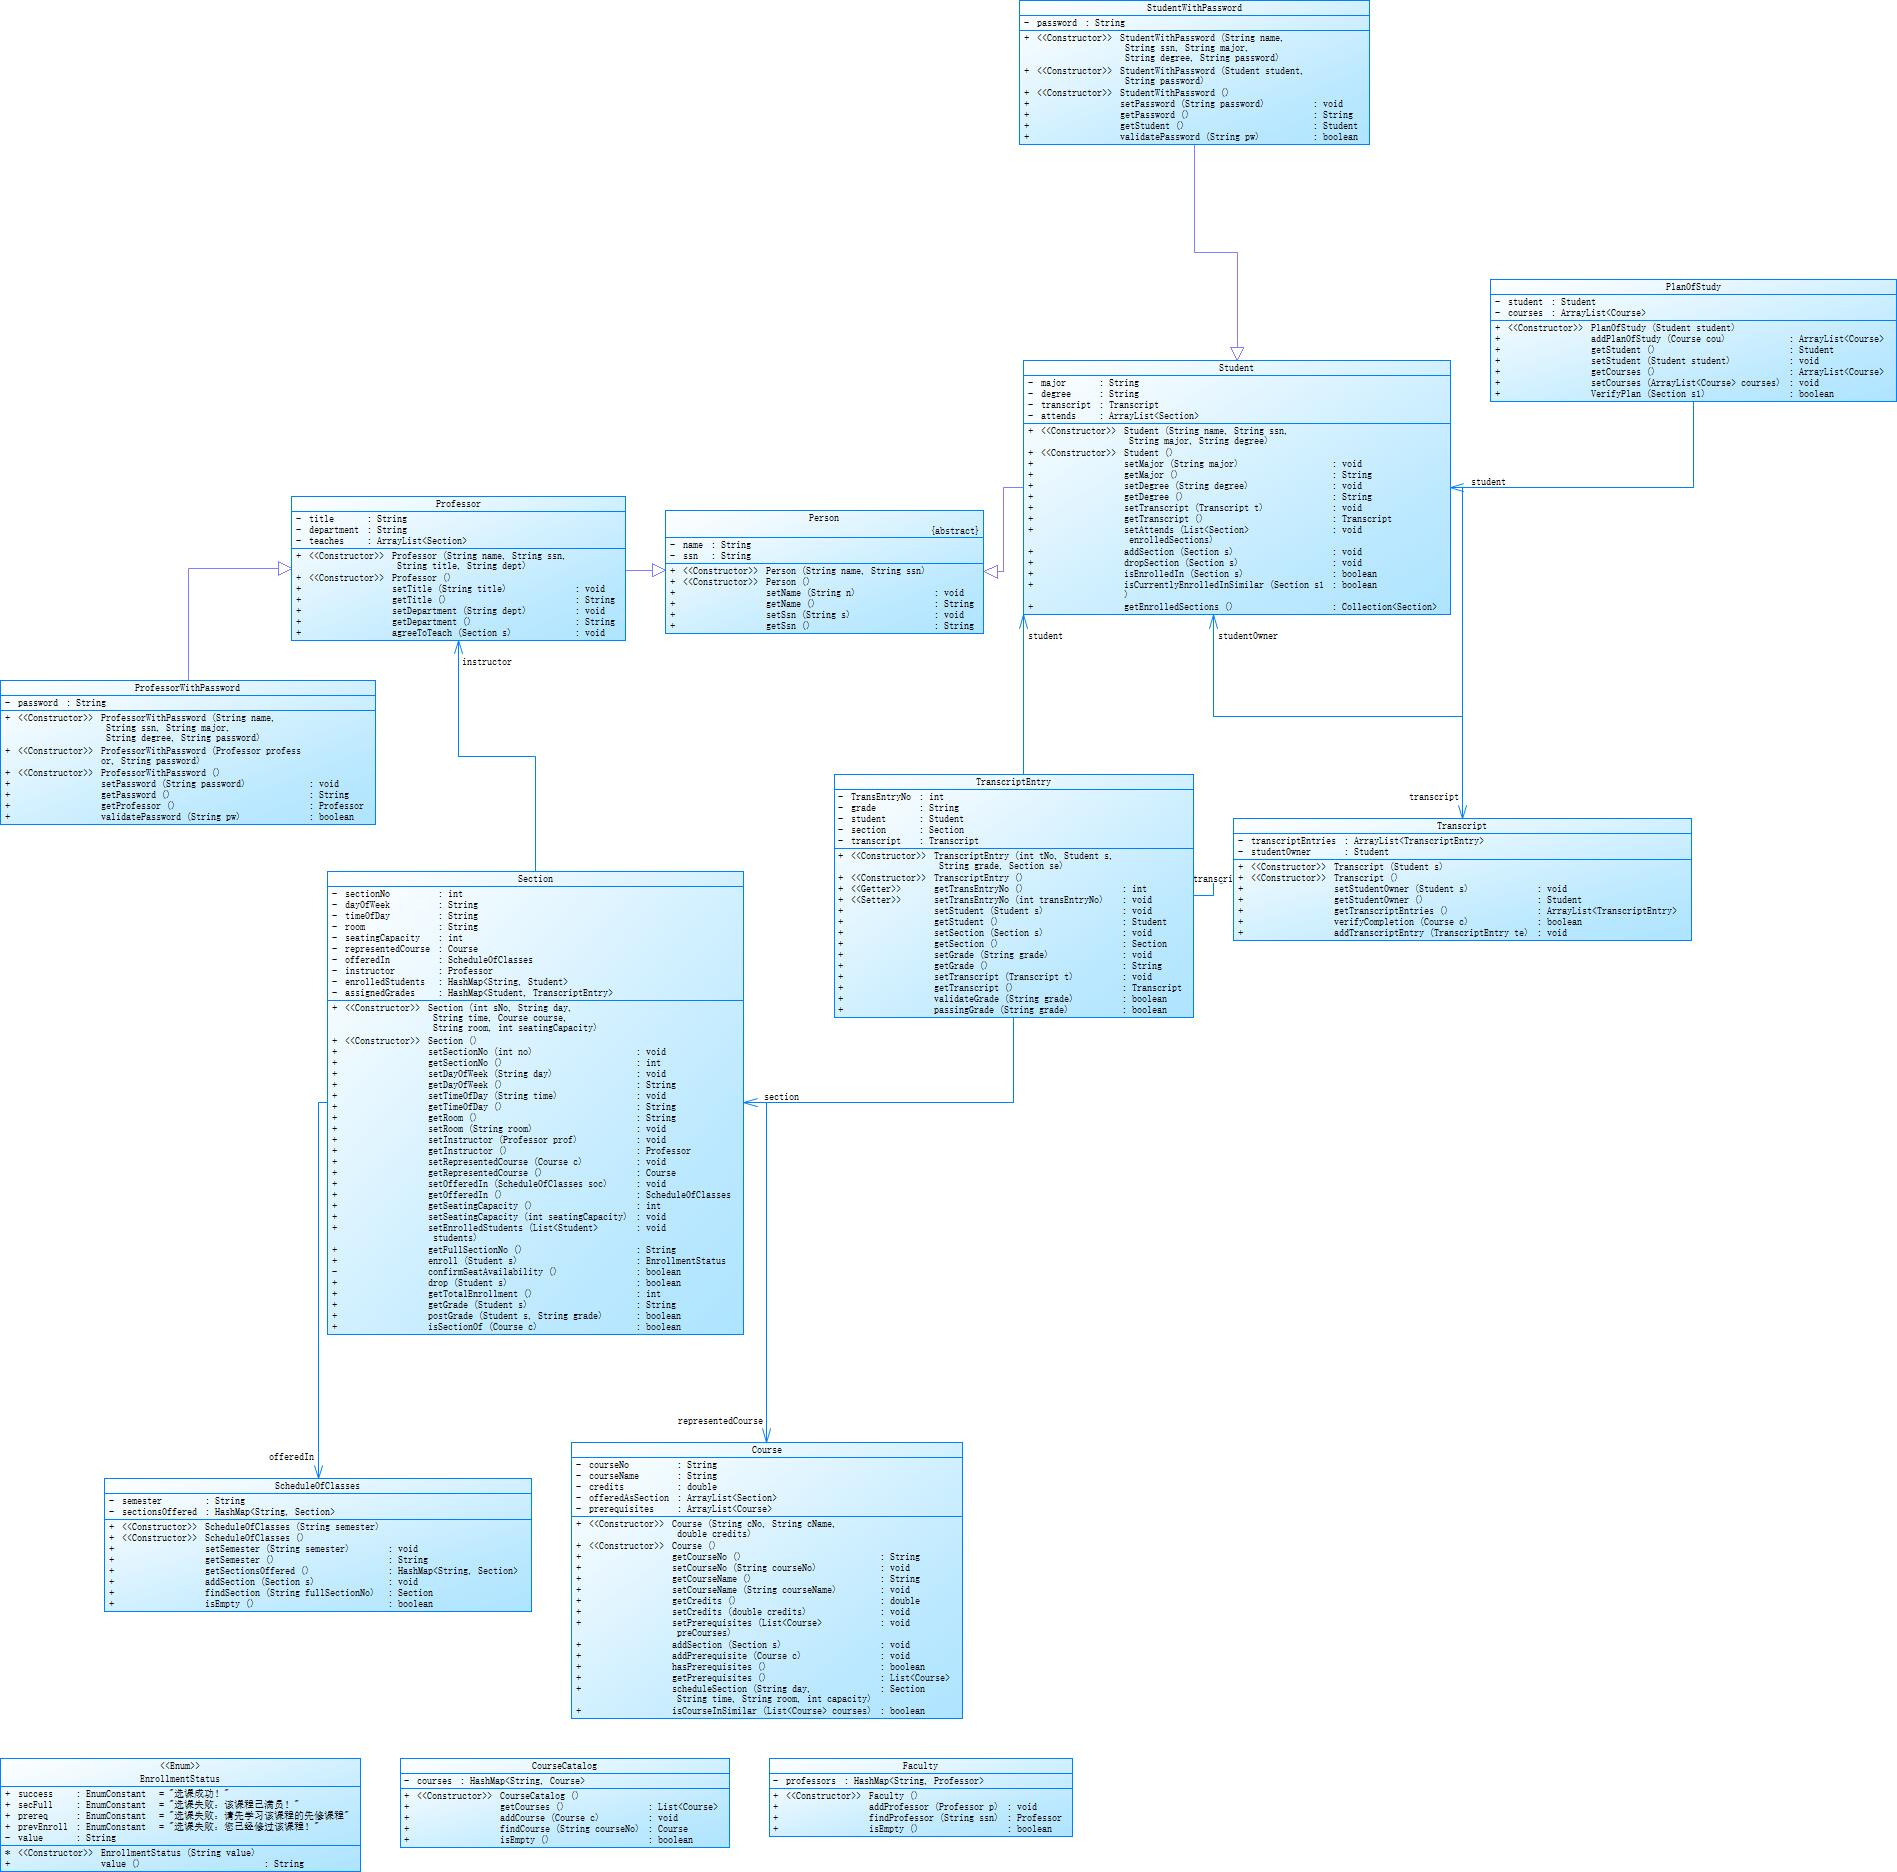 StudentWithPassword
- password : String
+ <<Constructor>> StudentWithPassword (String name,
String ssn, String major,
String degree, String password)
+ <<Constructor>> StudentWithPassword (Student student,
String password)
+ <<Constructor>> StudentWithPassword ()
+ setPassword (String password) : void
+ getPassword () : String
+ getStudent () : Student
+ validatePassword (String pw) : boolean
PlanOfStudy
- student : Student
- courses : ArrayList<Course>
+ <<Constructor>> PlanOfStudy (Student student)
+ addPlanOfStudy (Course cou) : ArrayList<Course>
+ getStudent () : Student
+ setStudent (Student student) : void
+ getCourses () : ArrayList<Course>
+ setCourses (ArrayList<Course> courses) : void
+ VerifyPlan (Section s1) : boolean
Student
- major : String
- degree : String
- transcript : Transcript
- attends : ArrayList<Section>
+ <<Constructor>> Student (String name, String ssn,
String major, String degree)
+ <<Constructor>> Student ()
+ setMajor (String major) : void
+ getMajor () : String
+ setDegree (String degree) : void
+ getDegree () : String
+ setTranscript (Transcript t) : void
+ getTranscript () : Transcript
+ setAttends (List<Section> : void
enrolledSections)
+ addSection (Section s) : void
+ dropSection (Section s) : void
+ isEnrolledIn (Section s) : boolean
+ isCurrentlyEnrolledInSimilar (Section s1 : boolean
)
+ getEnrolledSections () : Collection<Section>
student
Professor
- title : String
- department : String
- teaches : ArrayList<Section>
+ <<Constructor>> Professor (String name, String ssn,
String title, String dept)
+ <<Constructor>> Professor ()
+ setTitle (String title) : void
+ getTitle () : String
+ setDepartment (String dept) : void
+ getDepartment () : String
+ agreeToTeach (Section s) : void
Person
{abstract}
- name : String
- ssn : String
+ <<Constructor>> Person (String name, String ssn)
+ <<Constructor>> Person ()
+ setName (String n) : void
+ getName () : String
+ setSsn (String s) : void
+ getSsn () : String
student
studentOwner
instructor
ProfessorWithPassword
- password : String
+ <<Constructor>> ProfessorWithPassword (String name,
String ssn, String major,
String degree, String password)
+ <<Constructor>> ProfessorWithPassword (Professor profess
or, String password)
+ <<Constructor>> ProfessorWithPassword ()
+ setPassword (String password) : void
+ getPassword () : String
+ getProfessor () : Professor
+ validatePassword (String pw) : boolean
TranscriptEntry
- TransEntryNo : int
- grade : String
- student : Student
- section : Section
- transcript : Transcript
+ <<Constructor>> TranscriptEntry (int tNo, Student s,
String grade, Section se)
+ <<Constructor>> TranscriptEntry ()
+ <<Getter>> getTransEntryNo () : int
+ <<Setter>> setTransEntryNo (int transEntryNo) : void
+ setStudent (Student s) : void
+ getStudent () : Student
+ setSection (Section s) : void
+ getSection () : Section
+ setGrade (String grade) : void
+ getGrade () : String
+ setTranscript (Transcript t) : void
+ getTranscript () : Transcript
+ validateGrade (String grade) : boolean
+ passingGrade (String grade) : boolean
transcri
transcript
Transcript
- transcriptEntries : ArrayList<TranscriptEntry>
- studentOwner : Student
+ <<Constructor>> Transcript (Student s)
+ <<Constructor>> Transcript ()
+ setStudentOwner (Student s) : void
+ getStudentOwner () : Student
+ getTranscriptEntries () : ArrayList<TranscriptEntry>
+ verifyCompletion (Course c) : boolean
+ addTranscriptEntry (TranscriptEntry te) : void
Section
- sectionNo : int
- dayOfWeek : String
- timeOfDay : String
- room : String
- seatingCapacity : int
- representedCourse : Course
- offeredIn : ScheduleOfClasses
- instructor : Professor
- enrolledStudents : HashMap<String, Student>
- assignedGrades : HashMap<Student, TranscriptEntry>
+ <<Constructor>> Section (int sNo, String day,
String time, Course course,
String room, int seatingCapacity)
+ <<Constructor>> Section ()
+ setSectionNo (int no) : void
+ getSectionNo () : int
+ setDayOfWeek (String day) : void
+ getDayOfWeek () : String
+ setTimeOfDay (String time) : void
+ getTimeOfDay () : String
+ getRoom () : String
+ setRoom (String room) : void
+ setInstructor (Professor prof) : void
+ getInstructor () : Professor
+ setRepresentedCourse (Course c) : void
+ getRepresentedCourse () : Course
+ setOfferedIn (ScheduleOfClasses soc) : void
+ getOfferedIn () : ScheduleOfClasses
+ getSeatingCapacity () : int
+ setSeatingCapacity (int seatingCapacity) : void
+ setEnrolledStudents (List<Student> : void
students)
+ getFullSectionNo () : String
+ enroll (Student s) : EnrollmentStatus
- confirmSeatAvailability () : boolean
+ drop (Student s) : boolean
+ getTotalEnrollment () : int
+ getGrade (Student s) : String
+ postGrade (Student s, String grade) : boolean
+ isSectionOf (Course c) : boolean
section
representedCourse
offeredIn
ScheduleOfClasses
- semester : String
- sectionsOffered : HashMap<String, Section>
+ <<Constructor>> ScheduleOfClasses (String semester)
+ <<Constructor>> ScheduleOfClasses ()
+ setSemester (String semester) : void
+ getSemester () : String
+ getSectionsOffered () : HashMap<String, Section>
+ addSection (Section s) : void
+ findSection (String fullSectionNo) : Section
+ isEmpty () : boolean
Course
- courseNo : String
- courseName : String
- credits : double
- offeredAsSection : ArrayList<Section>
- prerequisites : ArrayList<Course>
+ <<Constructor>> Course (String cNo, String cName,
double credits)
+ <<Constructor>> Course ()
+ getCourseNo () : String
+ setCourseNo (String courseNo) : void
+ getCourseName () : String
+ setCourseName (String courseName) : void
+ getCredits () : double
+ setCredits (double credits) : void
+ setPrerequisites (List<Course> : void
preCourses)
+ addSection (Section s) : void
+ addPrerequisite (Course c) : void
+ hasPrerequisites () : boolean
+ getPrerequisites () : List<Course>
+ scheduleSection (String day, : Section
String time, String room, int capacity)
+ isCourseInSimilar (List<Course> courses) : boolean
<<Enum>>
EnrollmentStatus
+ success : EnumConstant = "选课成功！"
+ secFull : EnumConstant = "选课失败：该课程已满员！"
+ prereq : EnumConstant = "选课失败：请先学习该课程的先修课程"
+ prevEnroll : EnumConstant = "选课失败：您已经修过该课程！"
- value : String
* <<Constructor>> EnrollmentStatus (String value)
+ value () : String
CourseCatalog
- courses : HashMap<String, Course>
+ <<Constructor>> CourseCatalog ()
+ getCourses () : List<Course>
+ addCourse (Course c) : void
+ findCourse (String courseNo) : Course
+ isEmpty () : boolean
Faculty
- professors : HashMap<String, Professor>
+ <<Constructor>> Faculty ()
+ addProfessor (Professor p) : void
+ findProfessor (String ssn) : Professor
+ isEmpty () : boolean